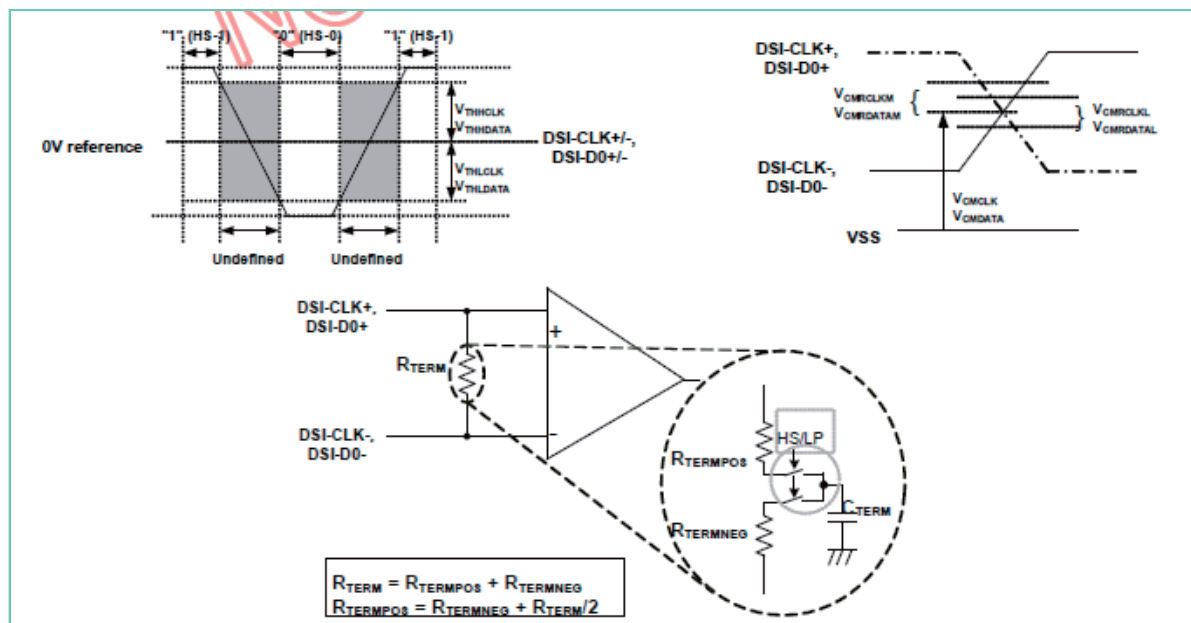 "1" (HS-1) "0" (HS-0) "1" (HS-1)
VTHHCLK
VTHHDATA
0V reference
DSI-CLK+/-,
DSI-D0+/-
VTHLCLK
VTHLDATA
Undefined Undefined
DSI-CLK+,
DSI-D0+
VCMRCLKM
VCMRDATAM
VCMRCLKL
VCMRDATAL
DSI-CLK-,
DSI-D0-
VCMCLK
VCMDATA
VSS
DSI-CLK+,
DSI-D0+
+
RTERM
DSI-CLK-,
DSI-D0-
-
HS/LP
RTERMPOS
CTERM
RTERMNEG
RTERM = RTERMPOS + RTERMNEG
RTERMPOS = RTERMNEG + RTERM/2